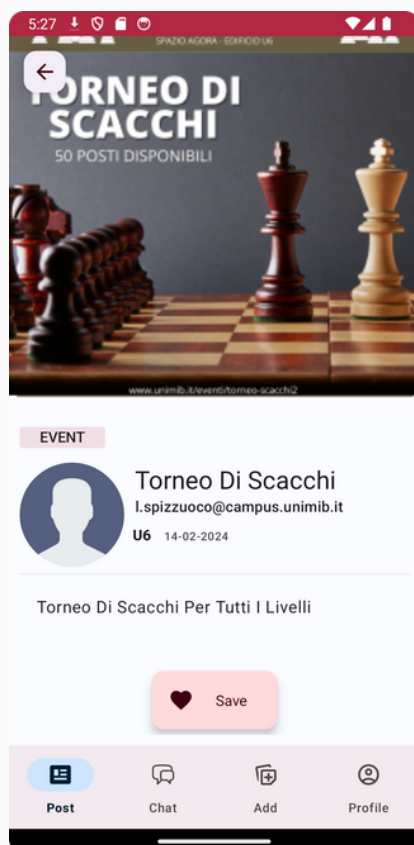 5:27
SPAZIO AGORA - EDIFICIO U6
TORNEO DI
SCACCHI
50 POSTI DISPONIBILI
www.unimib.it/eventi/torneo-scacchi2
EVENT
Torneo Di Scacchi
l.spizzuoco@campus.unimib.it
U6 14-02-2024
Torneo Di Scacchi Per Tutti I Livelli
Save
Post Chat Add Profile